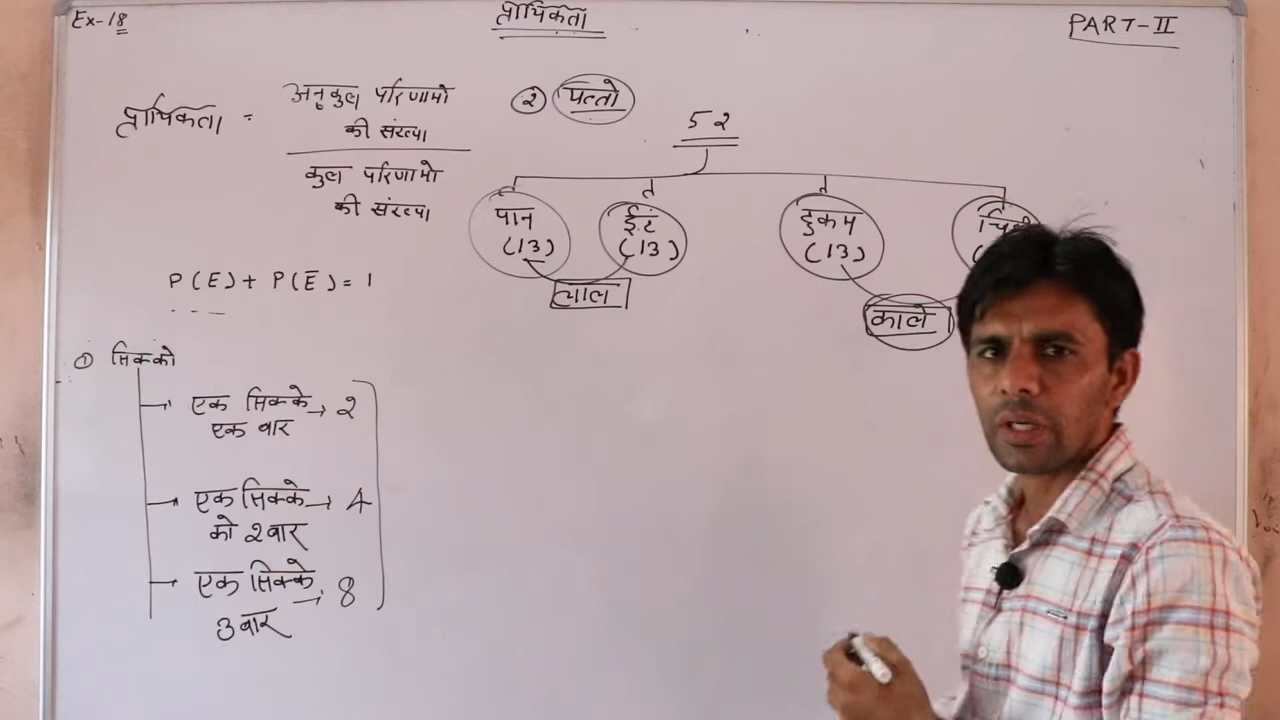 Ex-18
प्रायिकता
PART-II
प्रायिकता =
अनुकुल परिणामो
की संख्या
कुल परिणामो
की संख्या
P(E) + P(E̅) = 1
① सिक्को
एक सिक्के → 2
एक बार
एक सिक्के → 4
को 2 बार
एक सिक्के → 8
3 बार
② पत्तो
52
पान
(13)
ईंट
(13)
हुकम
(13)
लाल
काले